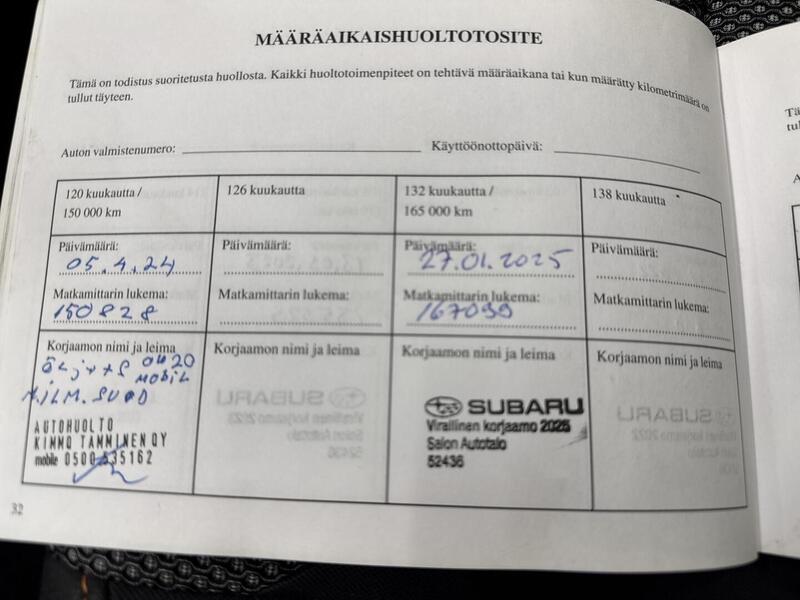 MÄÄRÄAIKAISHUOLTOTOSITE
Tämä on todistus suoritetusta huollosta. Kaikki huoltotoimenpiteet on tehtävä määräaikana tai kun määrätty kilometrimäärä on
tullut täyteen.
Auton valmistenumero:
Käyttöönottopäivä:
120 kuukautta /
150 000 km
Päivämäärä:
05.4.24
Matkamittarin lukema:
150828
Korjaamon nimi ja leima
MOBIL
AUTOHUOLTO
KIMMO TAMMINEN OY
mobile 0500 535162
126 kuukautta
Päivämäärä:
Matkamittarin lukema:
Korjaamon nimi ja leima
132 kuukautta /
165 000 km
Päivämäärä:
27.01.2025
Matkamittarin lukema:
Korjaamon nimi ja leima
SUBARU
Virallinen korjaamo 2025
Salon Autotalo
52436
138 kuukautta
Päivämäärä:
Matkamittarin lukema:
Korjaamon nimi ja leima
32